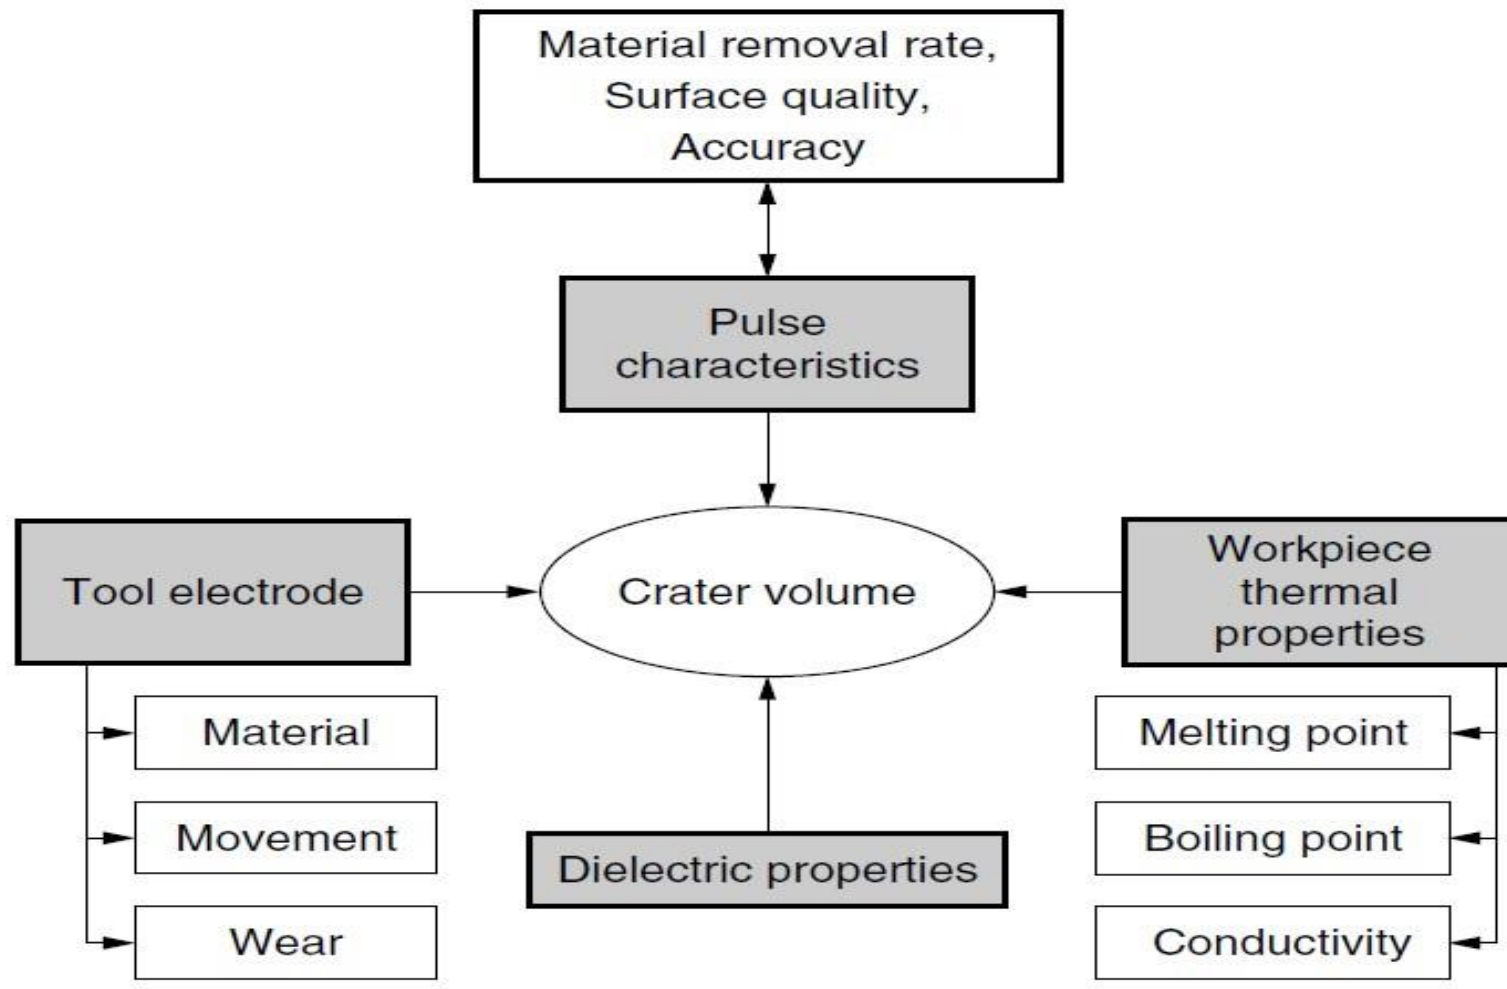 Material removal rate,
Surface quality,
Accuracy
Pulse
characteristics
Tool electrode
Crater volume
Workpiece
thermal
properties
Material
Movement
Wear
Dielectric properties
Melting point
Boiling point
Conductivity